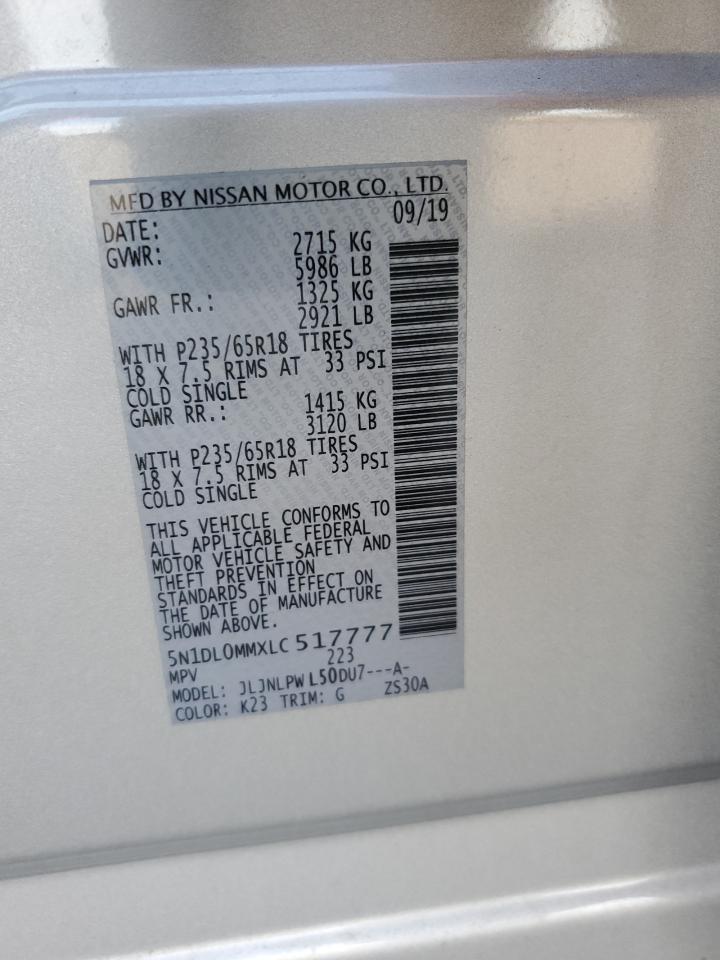 MFD BY NISSAN MOTOR CO., LTD.
DATE: 09/19
GVWR: 2715 KG
5986 LB
GAWR FR.: 1325 KG
2921 LB
WITH P235/65R18 TIRES
18 X 7.5 RIMS AT 33 PSI
COLD SINGLE
GAWR RR.: 1415 KG
3120 LB
WITH P235/65R18 TIRES
18 X 7.5 RIMS AT 33 PSI
COLD SINGLE
THIS VEHICLE CONFORMS TO
ALL APPLICABLE FEDERAL
MOTOR VEHICLE SAFETY AND
THEFT PREVENTION
STANDARDS IN EFFECT ON
THE DATE OF MANUFACTURE
SHOWN ABOVE.
5N1DL0MMXLC517777
MPV 223
MODEL: JLJNLPW L50DU7---A-
COLOR: K23 TRIM: G ZS30A